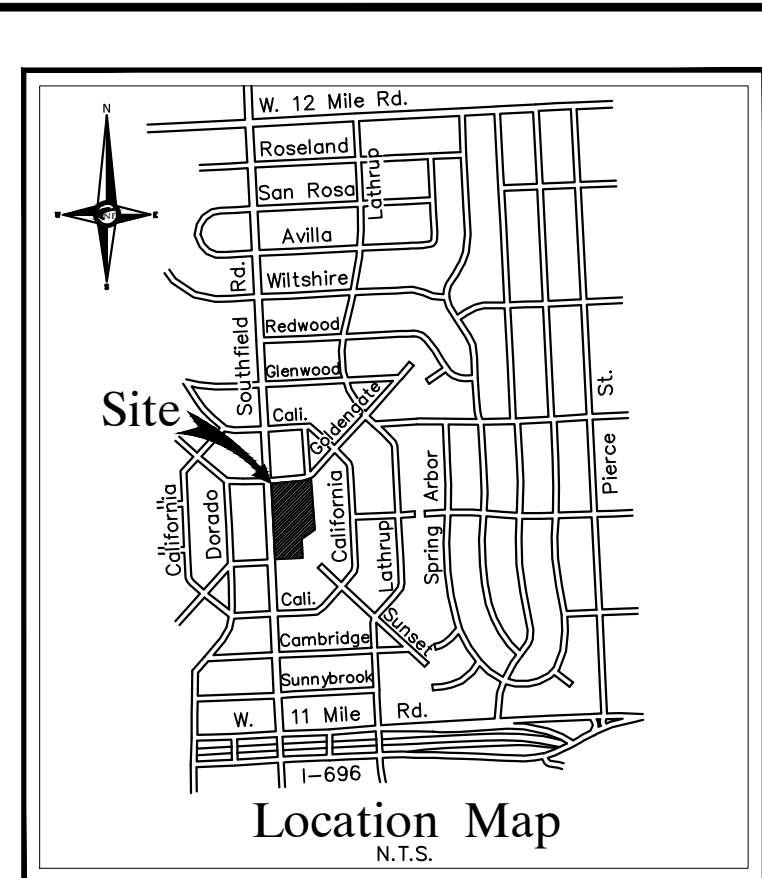 W. 12 Mile Rd.
N
Roseland
Lathrup
San Rosa
W
NF
E
Avilla
S
Rd.
Wiltshire
Southfield
Redwood
Glenwood
St.
Site
Cali.
Goldengate
Pierce
California
Dorado
California
Lathrup
Spring Arbor
Cali.
Sunset
Cambridge
Sunnybrook
W. 11 Mile Rd.
I-696
Location Map
N.T.S.